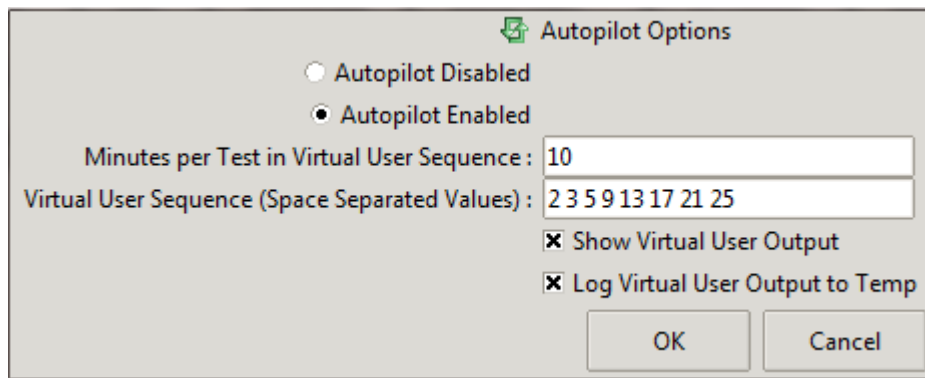 Autopilot Options
Autopilot Disabled
Autopilot Enabled
Minutes per Test in Virtual User Sequence : 10
Virtual User Sequence (Space Separated Values) : 2 3 5 9 13 17 21 25
Show Virtual User Output
Log Virtual User Output to Temp
OK Cancel